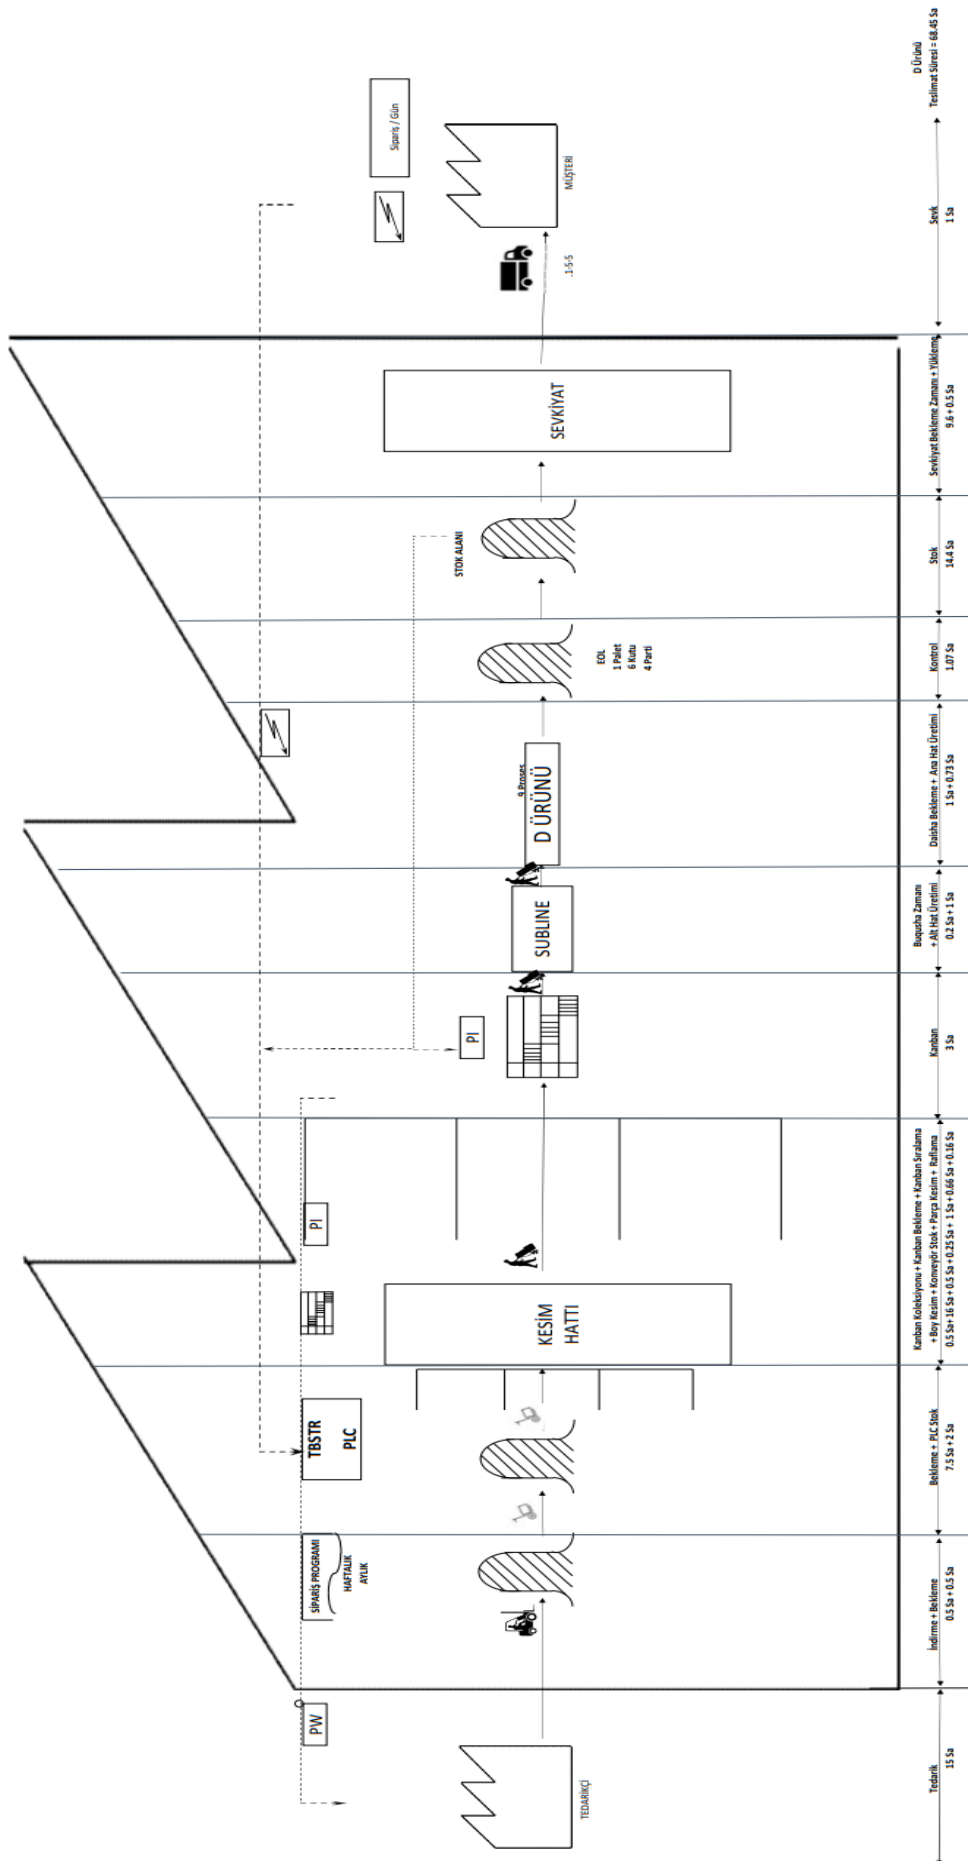 Sipariş / Gün
MÜŞTERİ
.1-5-5
SEVKİYAT
STOK ALANI
EOL
1 Palet
6 Kutu
4 Parti
9 Proses
D ÜRÜNÜ
SUBLINE
PI
PI
KESİM
HATTI
TBSTR
PLC
SİPARİŞ PROGRAMI
HAFTALIK
AYLIK
PW
TEDARİKÇİ
Tedarik
15 Sa
İndirme + Bekleme
0.5 Sa + 0.5 Sa
Bekleme + PLC Stok
7.5 Sa + 2 Sa
Kanban Koleksiyonu + Kanban Bekleme + Kanban Sıralama
+ Boy Kesim + Konveyör Stok + Parça Kesim + Raflama
0.5 Sa+ 16 Sa + 0.5 Sa + 0.25 Sa + 1 Sa + 0.66 Sa + 0.16 Sa
Kanban
3 Sa
Buqusha Zamanı
+ Alt Hat Üretimi
0.2 Sa + 1 Sa
Daisha Bekleme + Ana Hat Üretimi
1 Sa + 0.73 Sa
Kontrol
1.07 Sa
Stok
14.4 Sa
Sevkiyat Bekleme Zamanı + Yükleme
9.6 + 0.5 Sa
Sevk
1 Sa
D Ürünü
Teslimat Süresi = 68.45 Sa